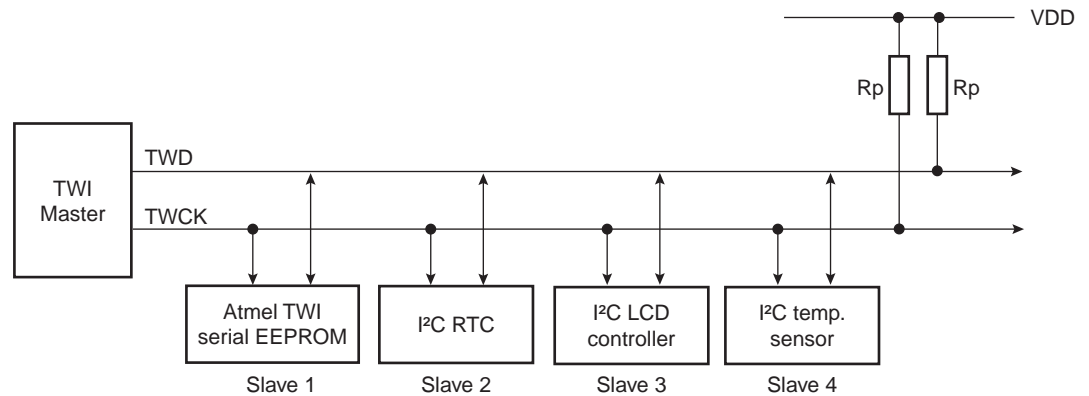 VDD
Rp
Rp
TWI
Master
TWD
TWCK
Atmel TWI
serial EEPROM
I²C RTC
I²C LCD
controller
I²C temp.
sensor
Slave 1
Slave 2
Slave 3
Slave 4